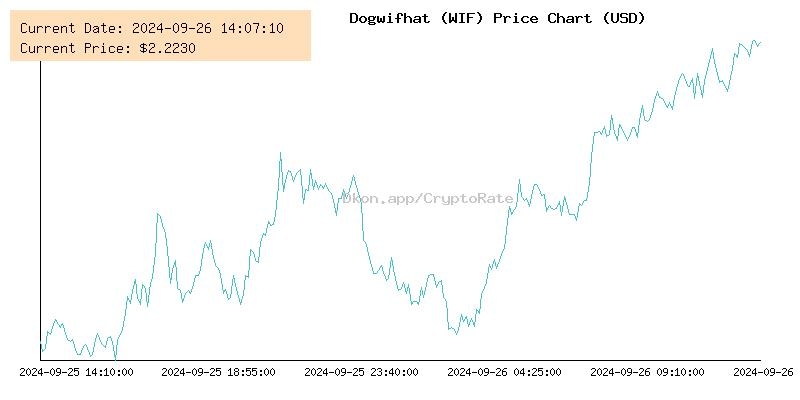 Dogwifhat (WIF) Price Chart (USD)
Current Date: 2024-09-26 14:07:10
Current Price: $2.2230
Dkon.app/CryptoRate
2024-09-25 14:10:00 2024-09-25 18:55:00 2024-09-25 23:40:00 2024-09-26 04:25:00 2024-09-26 09:10:00 2024-09-26